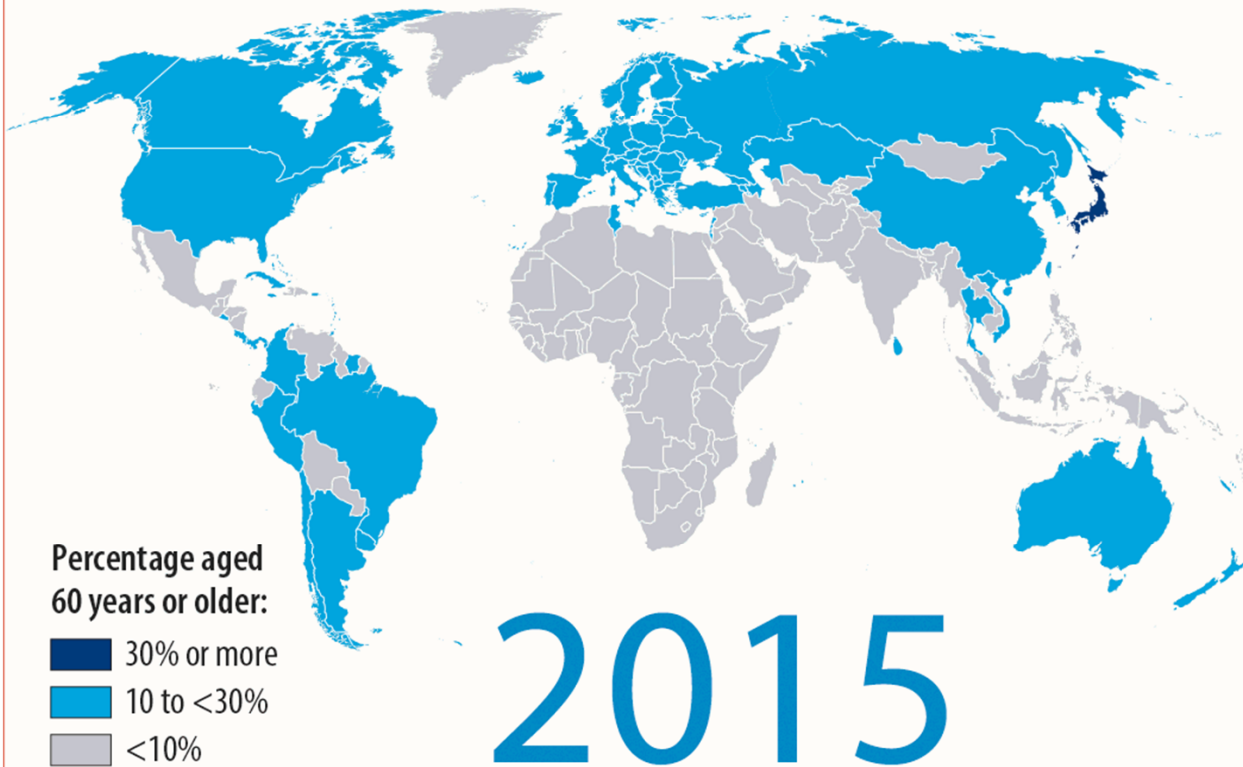 Percentage aged
60 years or older:
30% or more
10 to <30%
<10%
2015